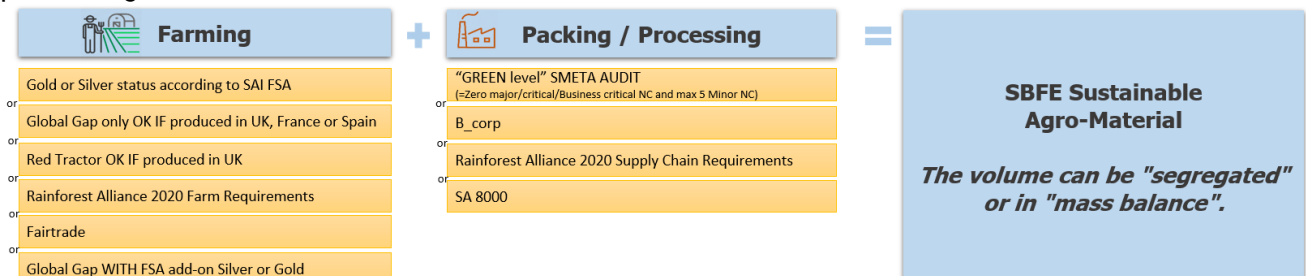 Farming
+
Packing / Processing
=
Gold or Silver status according to SAI FSA
or
Global Gap only OK IF produced in UK, France or Spain
or
Red Tractor OK IF produced in UK
or
Rainforest Alliance 2020 Farm Requirements
or
Fairtrade
or
Global Gap WITH FSA add-on Silver or Gold
"GREEN level" SMETA AUDIT
(=Zero major/critical/Business critical NC and max 5 Minor NC)
or
B_corp
or
Rainforest Alliance 2020 Supply Chain Requirements
or
SA 8000
SBFE Sustainable
Agro-Material
The volume can be "segregated"
or in "mass balance".